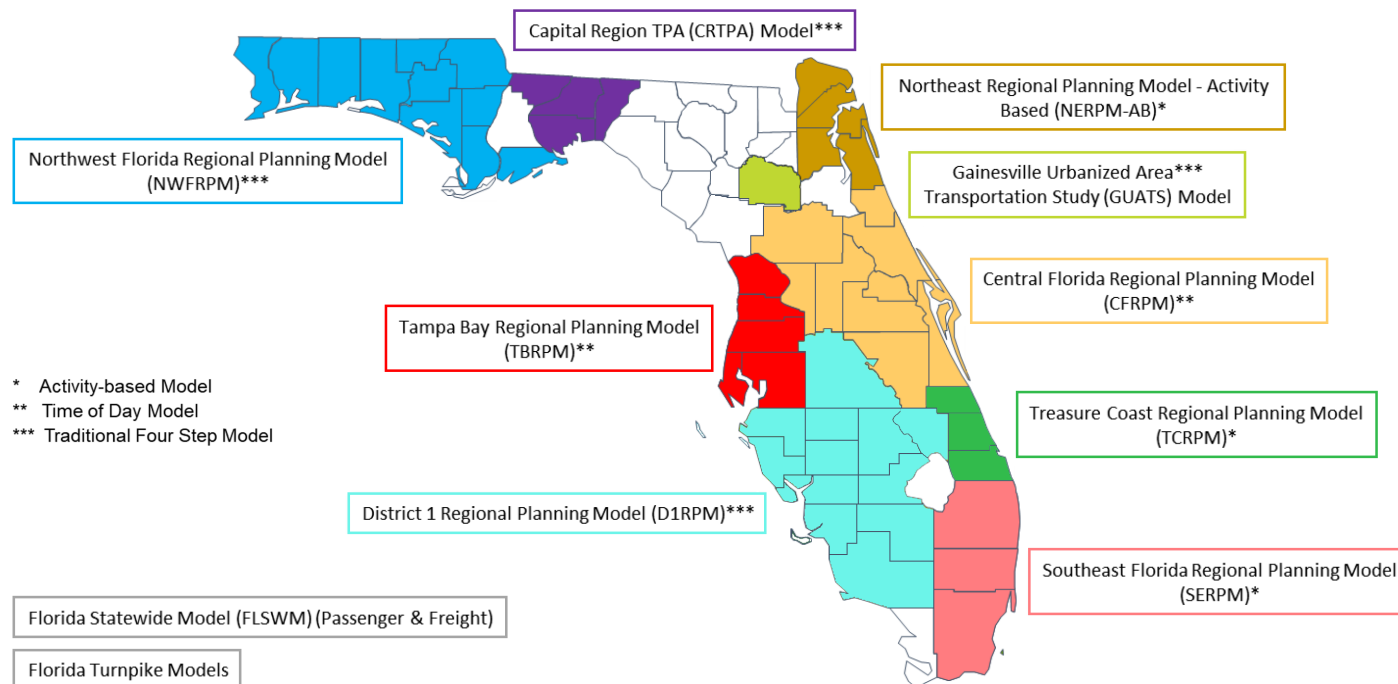 Capital Region TPA (CRTPA) Model***
Northeast Regional Planning Model - Activity
Based (NERPM-AB)*
Northwest Florida Regional Planning Model
(NWFRPM)***
Gainesville Urbanized Area***
Transportation Study (GUATS) Model
Central Florida Regional Planning Model
(CFRPM)**
Tampa Bay Regional Planning Model
(TBRPM)**
* Activity-based Model
** Time of Day Model
*** Traditional Four Step Model
Treasure Coast Regional Planning Model
(TCRPM)*
District 1 Regional Planning Model (D1RPM)***
Southeast Florida Regional Planning Model
(SERPM)*
Florida Statewide Model (FLSWM) (Passenger & Freight)
Florida Turnpike Models